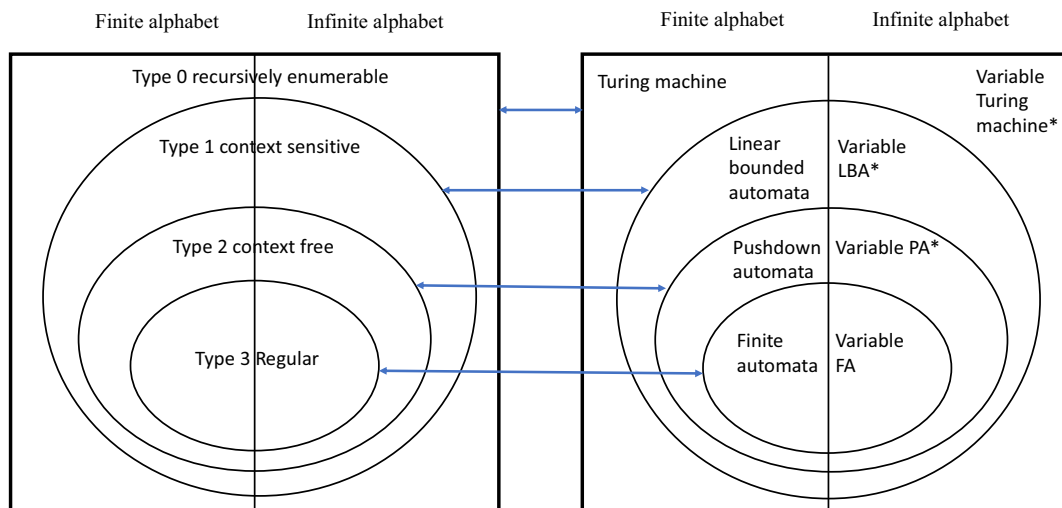 Finite alphabet
Infinite alphabet
Type 0 recursively enumerable
Type 1 context sensitive
Type 2 context free
Type 3 Regular
Finite alphabet
Infinite alphabet
Turing machine
Variable
Turing
machine*
Linear
bounded
automata
Variable
LBA*
Pushdown
automata
Variable PA*
Finite
automata
Variable
FA